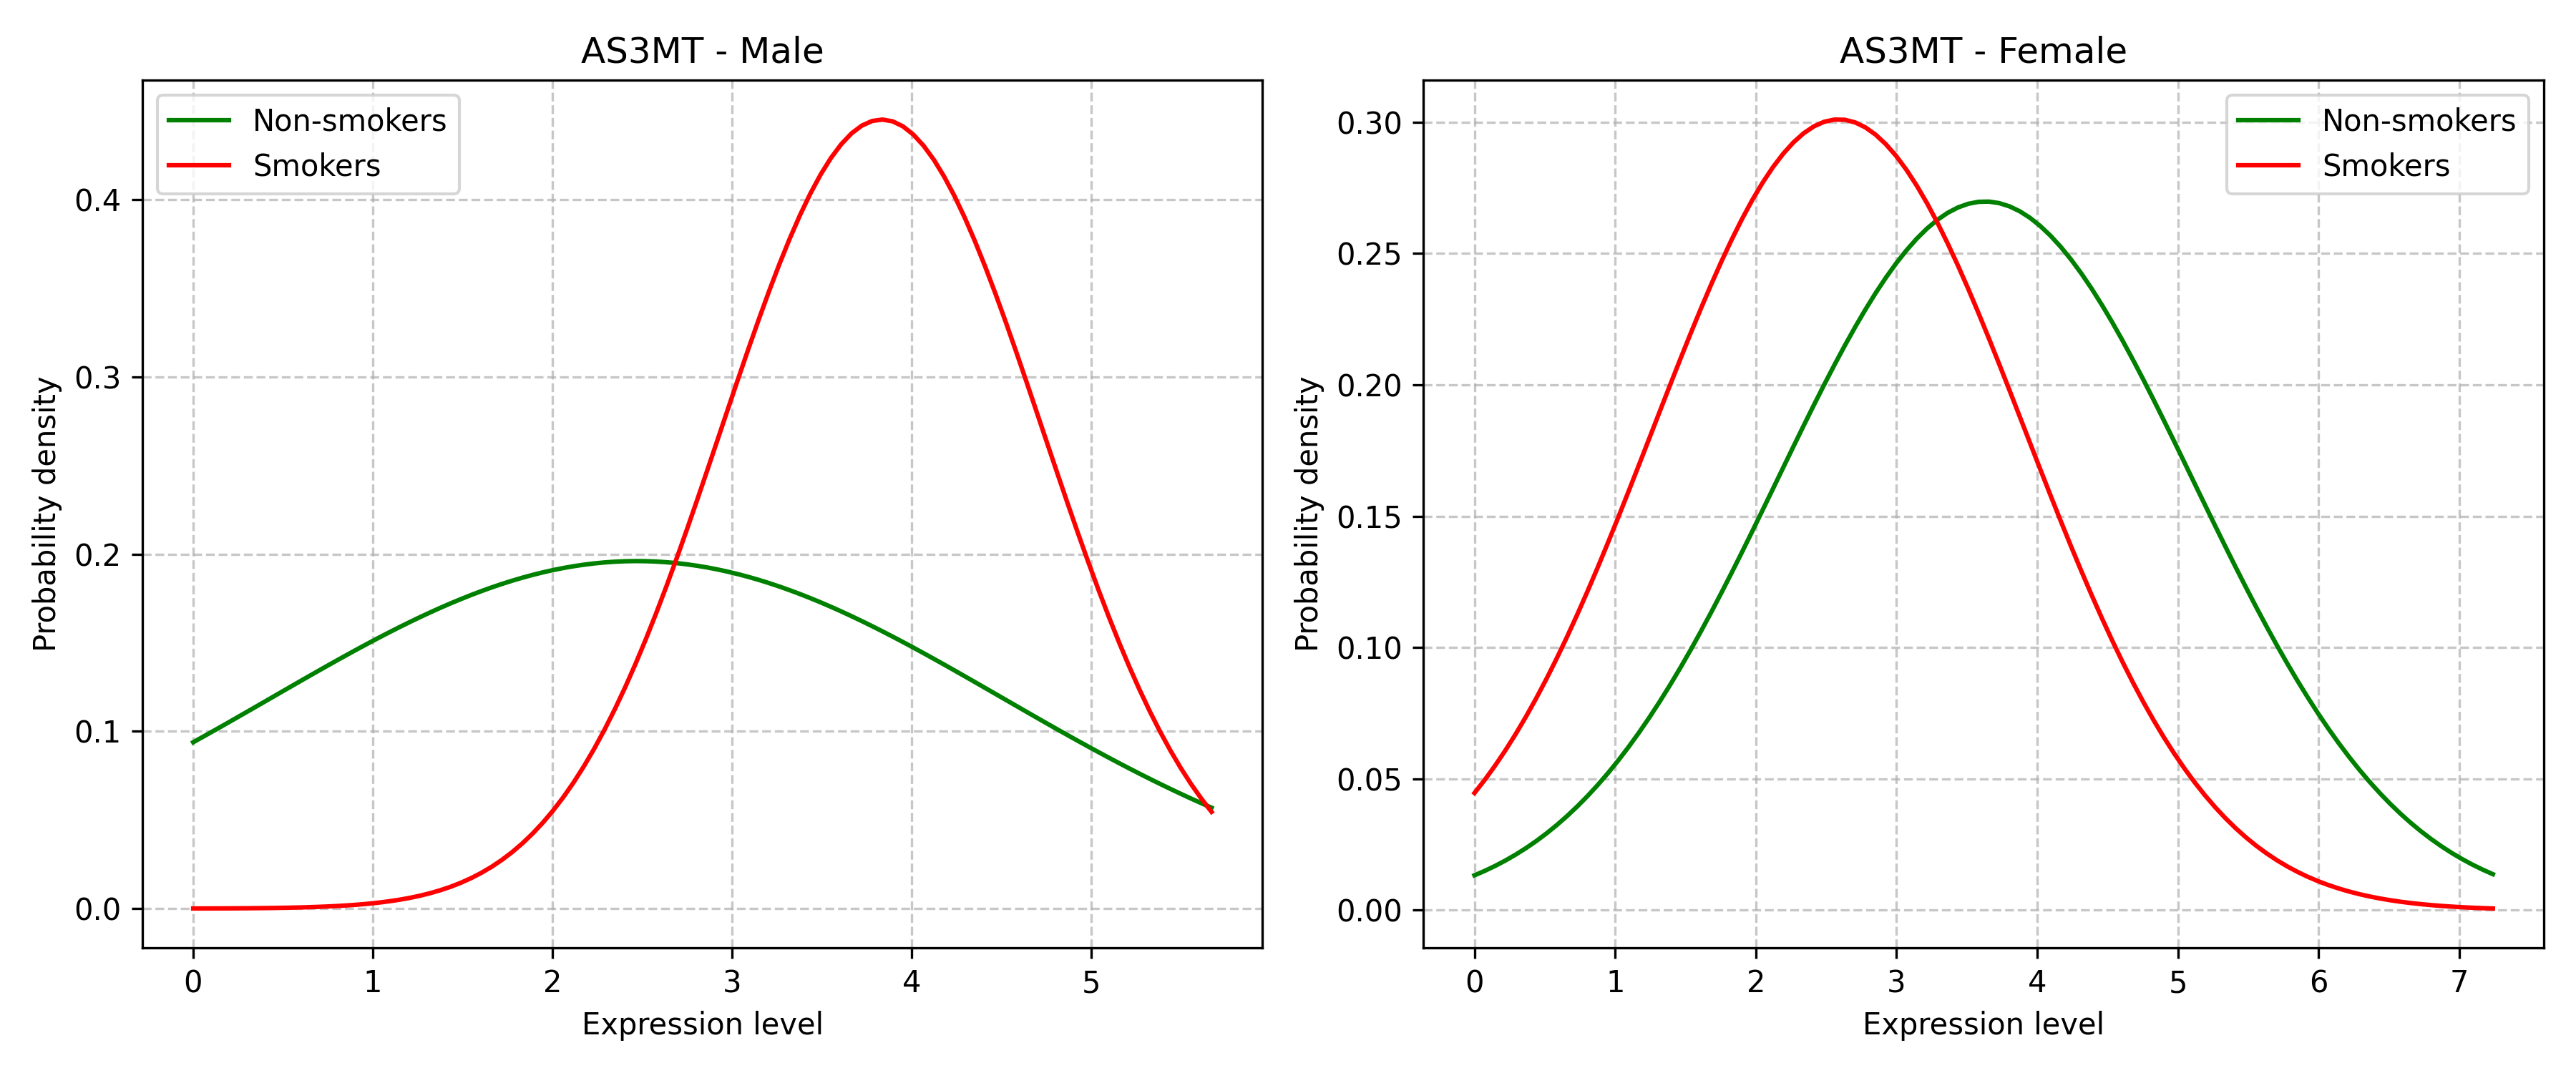 AS3MT - Male
Non-smokers
Smokers
0.4
0.3
0.2
0.1
0.0
Probability density
0 1 2 3 4 5
Expression level
AS3MT - Female
Non-smokers
Smokers
0.30
0.25
0.20
0.15
0.10
0.05
0.00
Probability density
0 1 2 3 4 5 6 7
Expression level